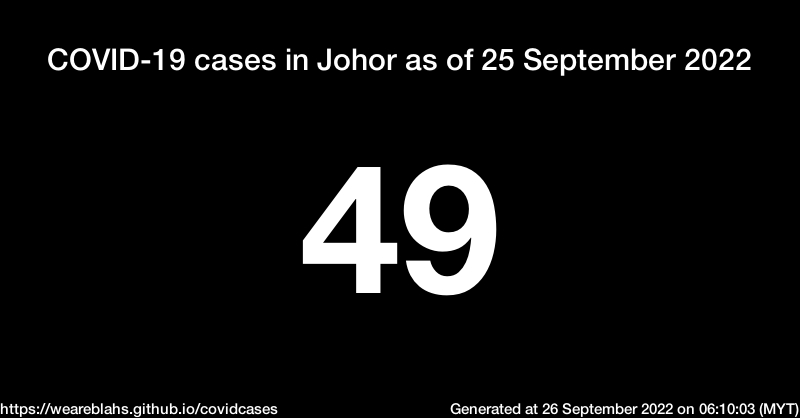 COVID-19 cases in Johor as of 25 September 2022
49
https://weareblahs.github.io/covidcases
Generated at 26 September 2022 on 06:10:03 (MYT)